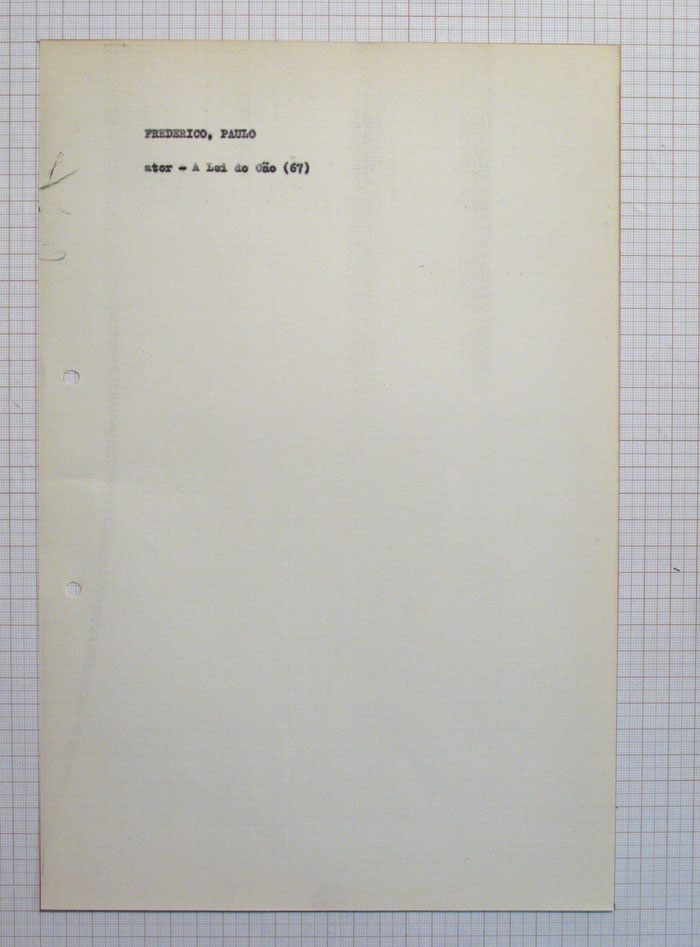 FREDERICO, PAULO
ator - A Lei do Cão (67)